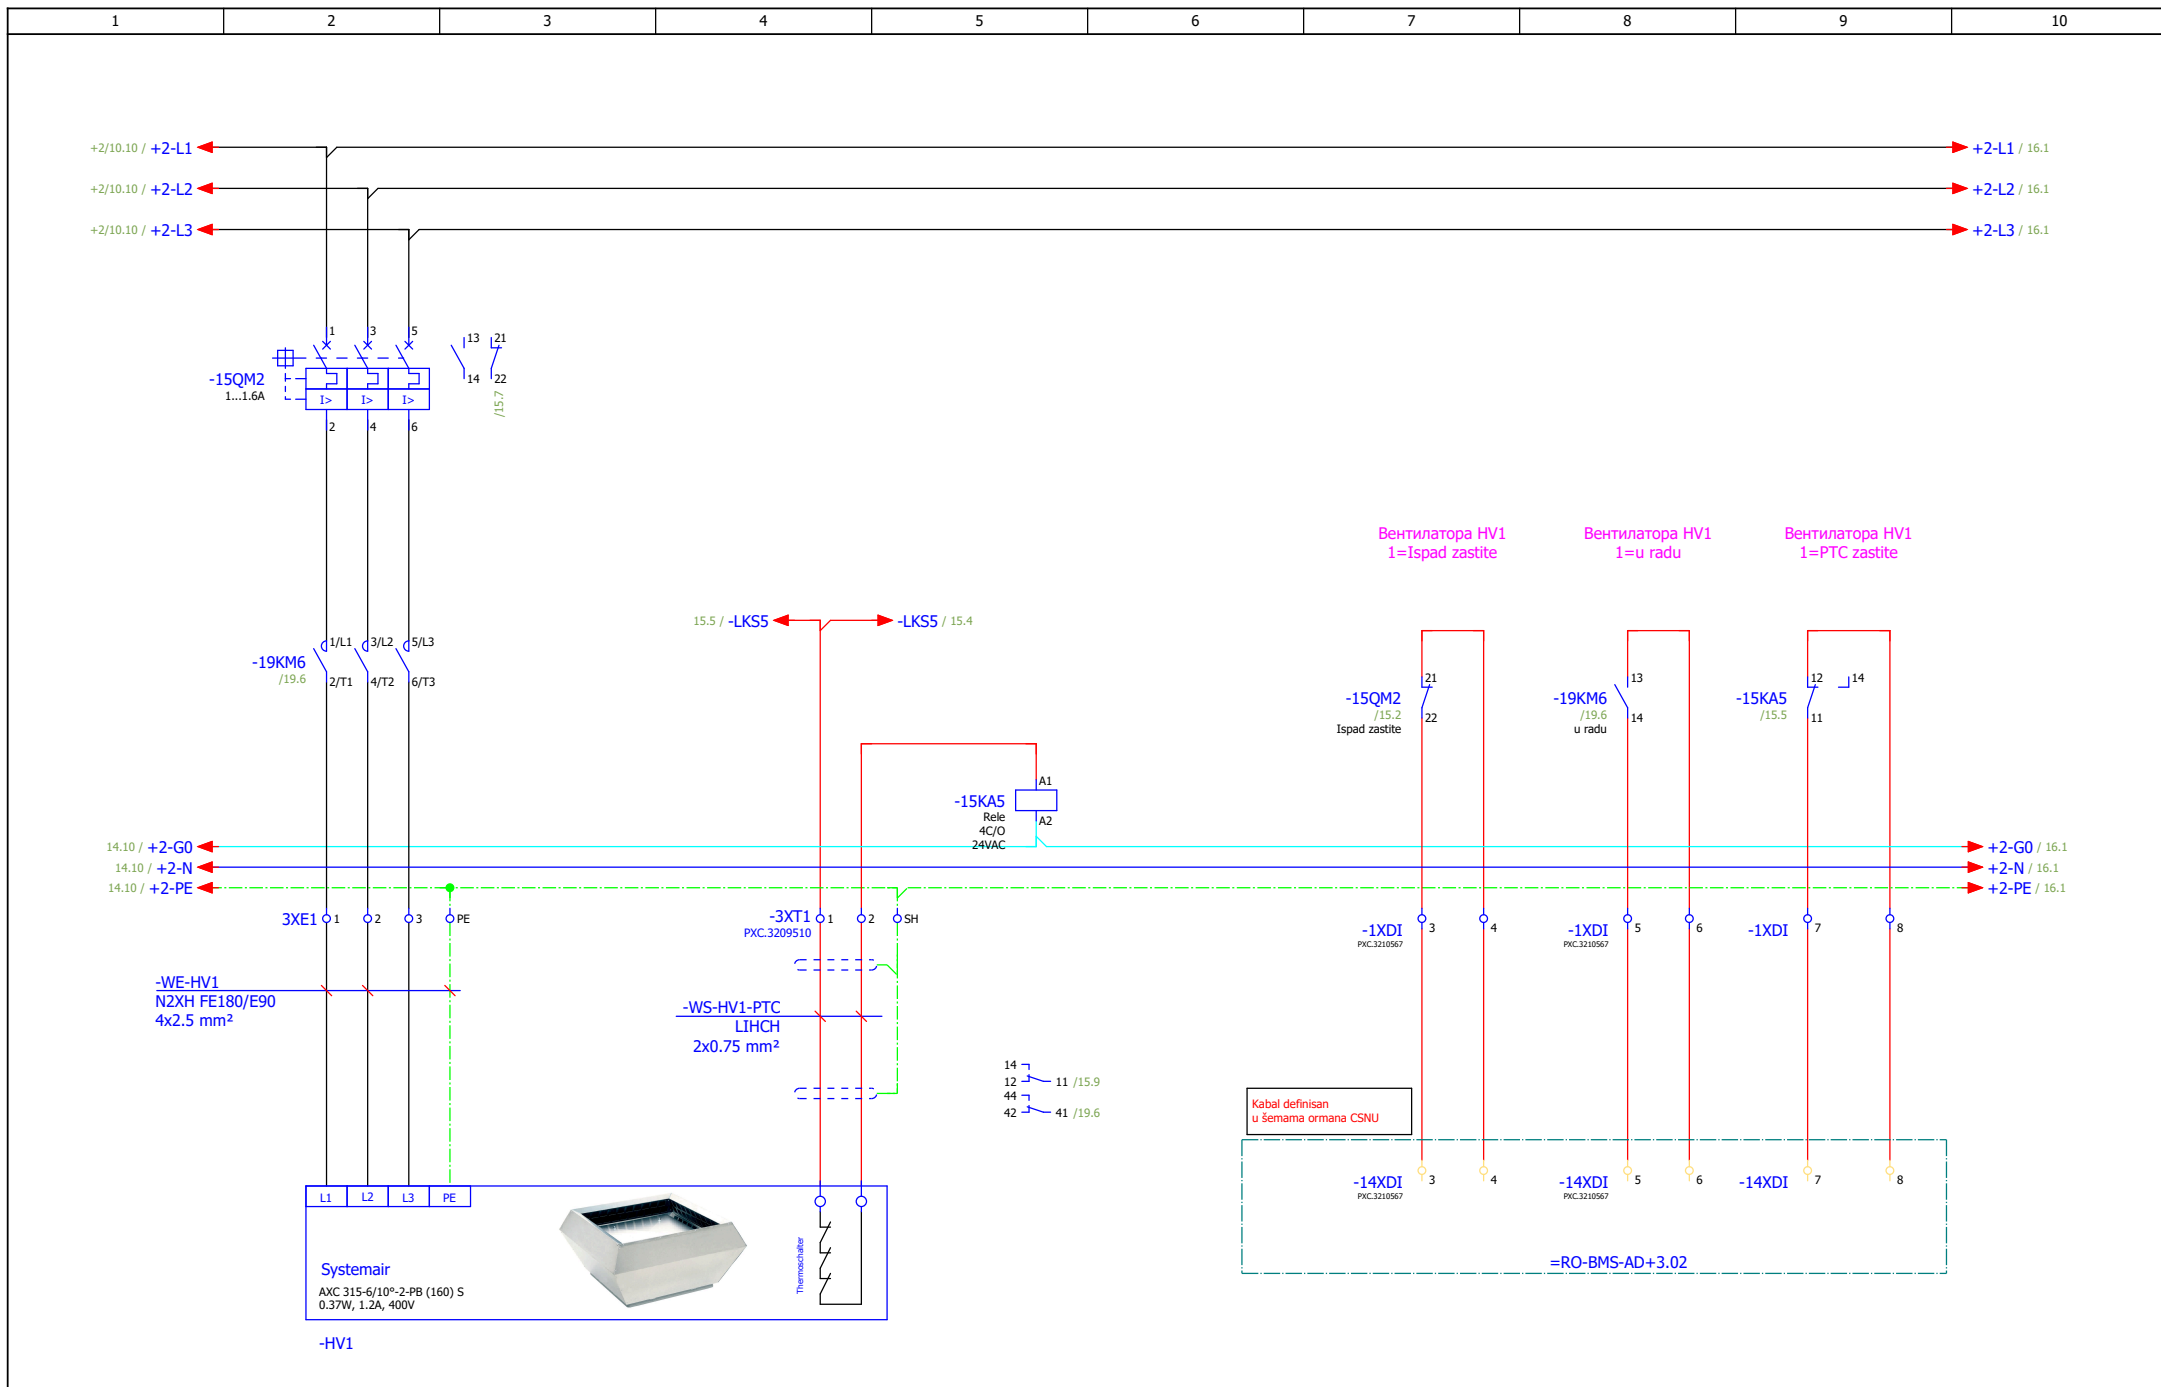 1 2 3 4 5 6 7 8 9 10
+2/10.10 / +2-L1
+2-L1 / 16.1
+2/10.10 / +2-L2
+2-L2 / 16.1
+2/10.10 / +2-L3
+2-L3 / 16.1
1 3 5
13 21
-15QM2
1...1.6A
14 22
/15.7
I> I> I>
2 4 6
Вентилатора HV1
1=Ispad zastite
Вентилатора HV1
1=u radu
Вентилатора HV1
1=PTC zastite
15.5 / -LKS5
-LKS5 / 15.4
1/L1 3/L2 5/L3
-19KM6
/19.6
2/T1 4/T2 6/T3
21
-15QM2
/15.2
22
Ispad zastite
13
-19KM6
/19.6
14
u radu
12 14
-15KA5
/15.5
11
A1
-15KA5
Rele
A2
4C/O
24VAC
14.10 / +2-G0
+2-G0 / 16.1
14.10 / +2-N
+2-N / 16.1
14.10 / +2-PE
+2-PE / 16.1
3XE1 1 2 3 PE
-3XT1 1 2 SH
PXC.3209510
-1XDI 3 4
PXC.3210567
-1XDI 5 6
PXC.3210567
-1XDI 7 8
-WE-HV1
N2XH FE180/E90
4x2.5 mm²
-WS-HV1-PTC
LIHCH
2x0.75 mm²
14
12 11 /15.9
44
42 41 /19.6
Kabal definisan
u šemama ormana CSNU
-14XDI 3 4
PXC.3210567
-14XDI 5 6
PXC.3210567
-14XDI 7 8
=RO-BMS-AD+3.02
L1 L2 L3 PE
Thermoschalter
Systemair
AXC 315-6/10°-2-PB (160) S
0.37W, 1.2A, 400V
-HV1